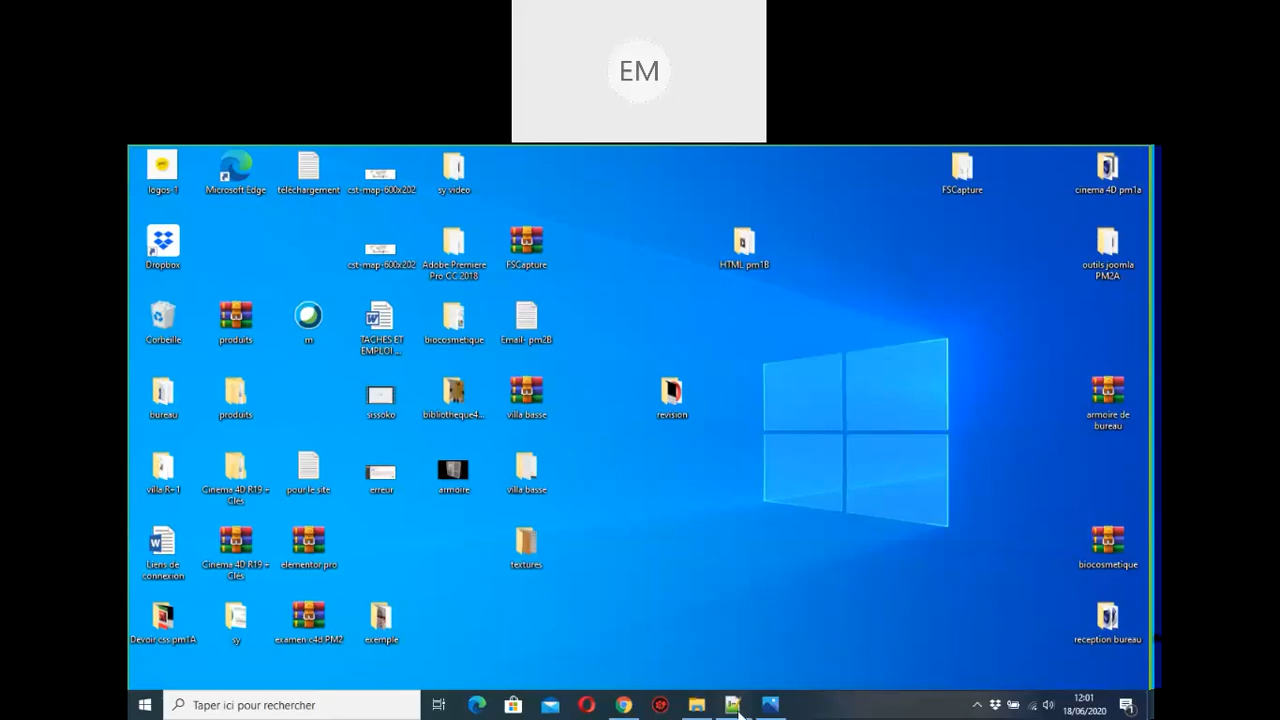 EM
logos-1
Microsoft Edge
téléchargement
cst-map-600x202
sy video
FSCapture
cinema 4D pm1a
Dropbox
cst-map-600x202
Adobe Premiere
Pro CC 2018
FSCapture
HTML pm1B
outils joomla
PM2A
Corbeille
produits
m
TACHES ET
EMPLOI ...
biocosmetique
Email- pm2B
bureau
produits
sissoko
bibliotheque4...
villa basse
revision
armoire de
bureau
villa R+1
Cinema 4D R19 +
Clés
pour le site
erreur
armoire
villa basse
Liens de
connexion
Cinema 4D R19 +
Clés
elementor.pro
textures
biocosmetique
Devoir css pm1A
sy
examen c4d PM2
exemple
reception bureau
Taper ici pour rechercher
12:01
18/06/2020
1